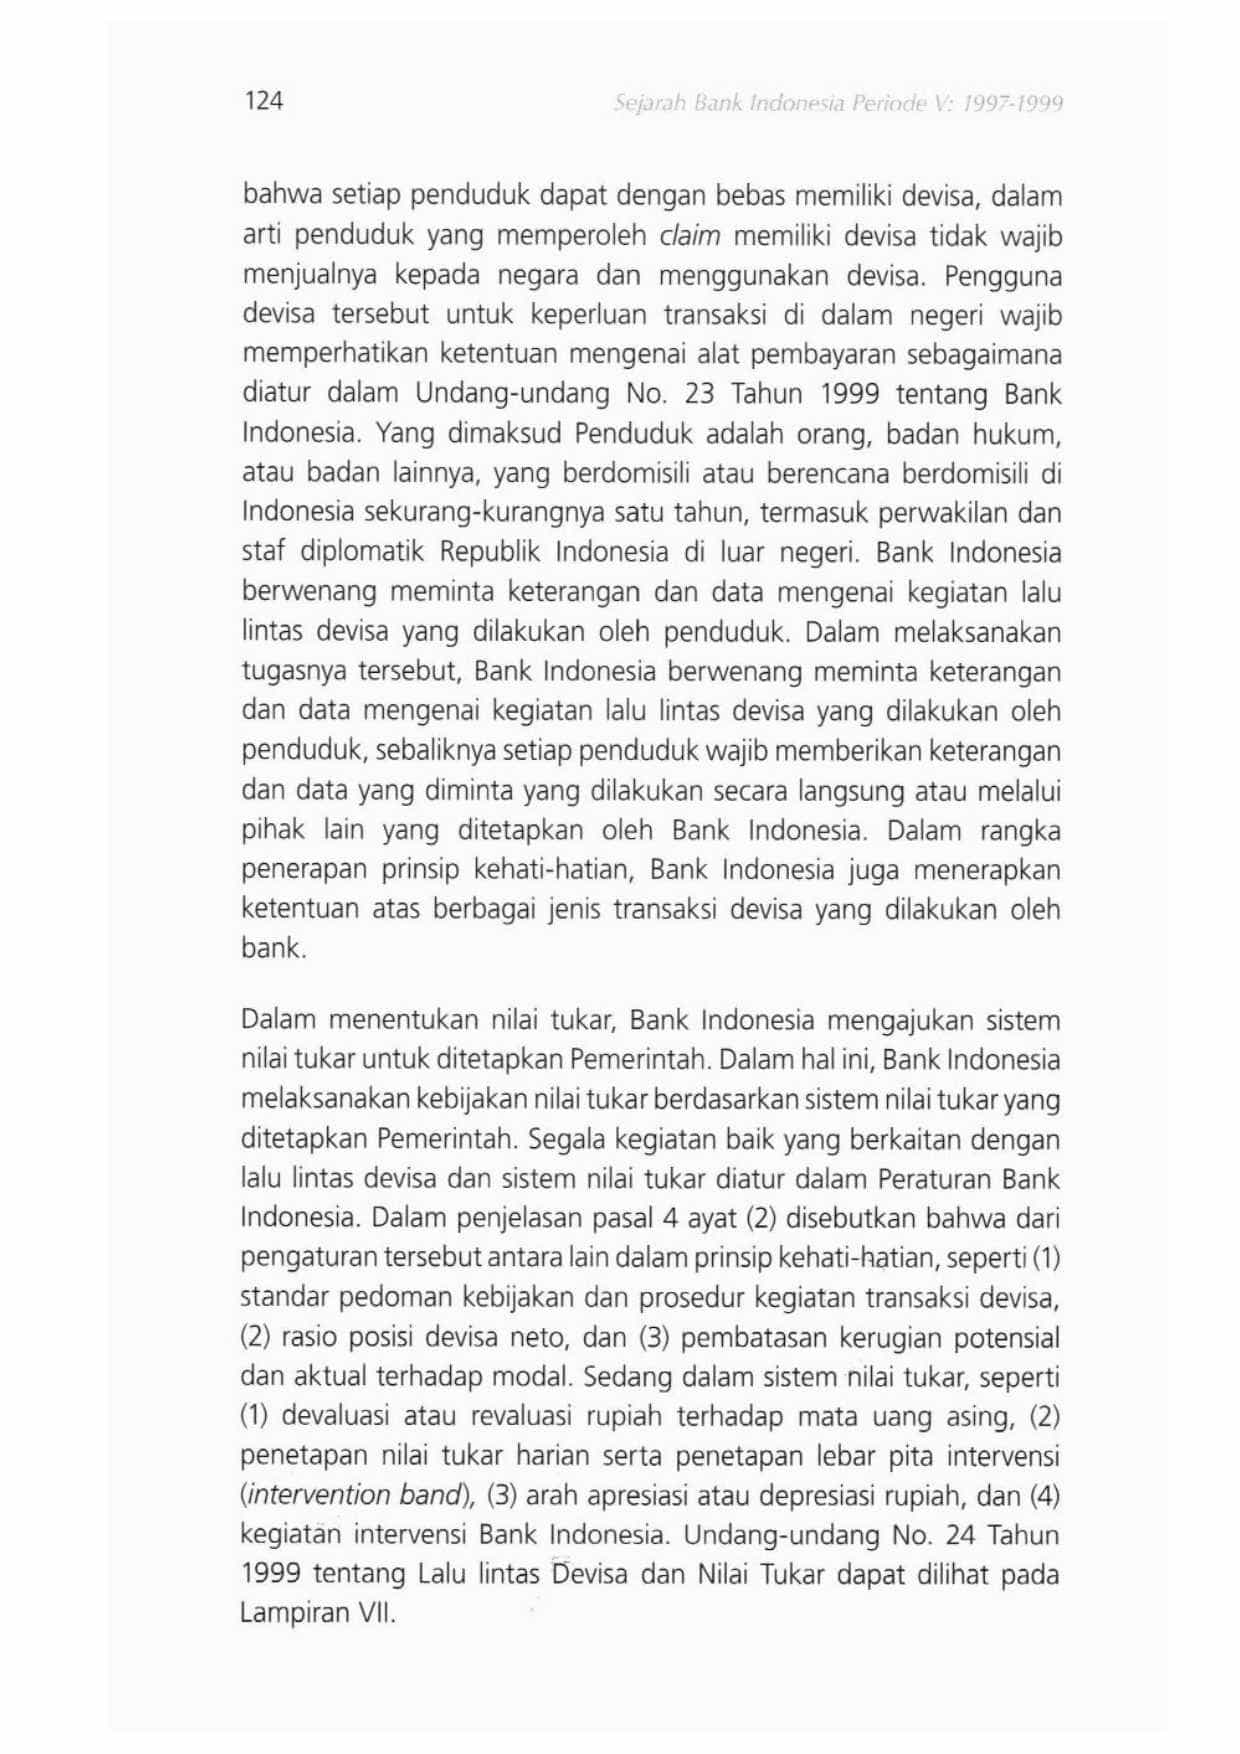 124
Sejarah Bank Indonesia Periode V: 1997-1999
bahwa setiap penduduk dapat dengan bebas memiliki devisa, dalam
arti penduduk yang memperoleh claim memiliki devisa tidak wajib
menjualnya kepada negara dan menggunakan devisa. Pengguna
devisa tersebut untuk keperluan transaksi di dalam negeri wajib
memperhatikan ketentuan mengenai alat pembayaran sebagaimana
diatur dalam Undang-undang No. 23 Tahun 1999 tentang Bank
Indonesia. Yang dimaksud Penduduk adalah orang, badan hukum,
atau badan lainnya, yang berdomisili atau berencana berdomisili di
Indonesia sekurang-kurangnya satu tahun, termasuk perwakilan dan
staf diplomatik Republik Indonesia di luar negeri. Bank Indonesia
berwenang meminta keterangan dan data mengenai kegiatan lalu
lintas devisa yang dilakukan oleh penduduk. Dalam melaksanakan
tugasnya tersebut, Bank Indonesia berwenang meminta keterangan
dan data mengenai kegiatan lalu lintas devisa yang dilakukan oleh
penduduk, sebaliknya setiap penduduk wajib memberikan keterangan
dan data yang diminta yang dilakukan secara langsung atau melalui
pihak lain yang ditetapkan oleh Bank Indonesia. Dalam rangka
penerapan prinsip kehati-hatian, Bank Indonesia juga menerapkan
ketentuan atas berbagai jenis transaksi devisa yang dilakukan oleh
bank.
Dalam menentukan nilai tukar, Bank Indonesia mengajukan sistem
nilai tukar untuk ditetapkan Pemerintah. Dalam hal ini, Bank Indonesia
melaksanakan kebijakan nilai tukar berdasarkan sistem nilai tukar yang
ditetapkan Pemerintah. Segala kegiatan baik yang berkaitan dengan
lalu lintas devisa dan sistem nilai tukar diatur dalam Peraturan Bank
Indonesia. Dalam penjelasan pasal 4 ayat (2) disebutkan bahwa dari
pengaturan tersebut antara lain dalam prinsip kehati-hatian, seperti (1)
standar pedoman kebijakan dan prosedur kegiatan transaksi devisa,
(2) rasio posisi devisa neto, dan (3) pembatasan kerugian potensial
dan aktual terhadap modal. Sedang dalam sistem nilai tukar, seperti
(1) devaluasi atau revaluasi rupiah terhadap mata uang asing, (2)
penetapan nilai tukar harian serta penetapan lebar pita intervensi
(intervention band), (3) arah apresiasi atau depresiasi rupiah, dan (4)
kegiatan intervensi Bank Indonesia. Undang-undang No. 24 Tahun
1999 tentang Lalu lintas Devisa dan Nilai Tukar dapat dilihat pada
Lampiran VII.